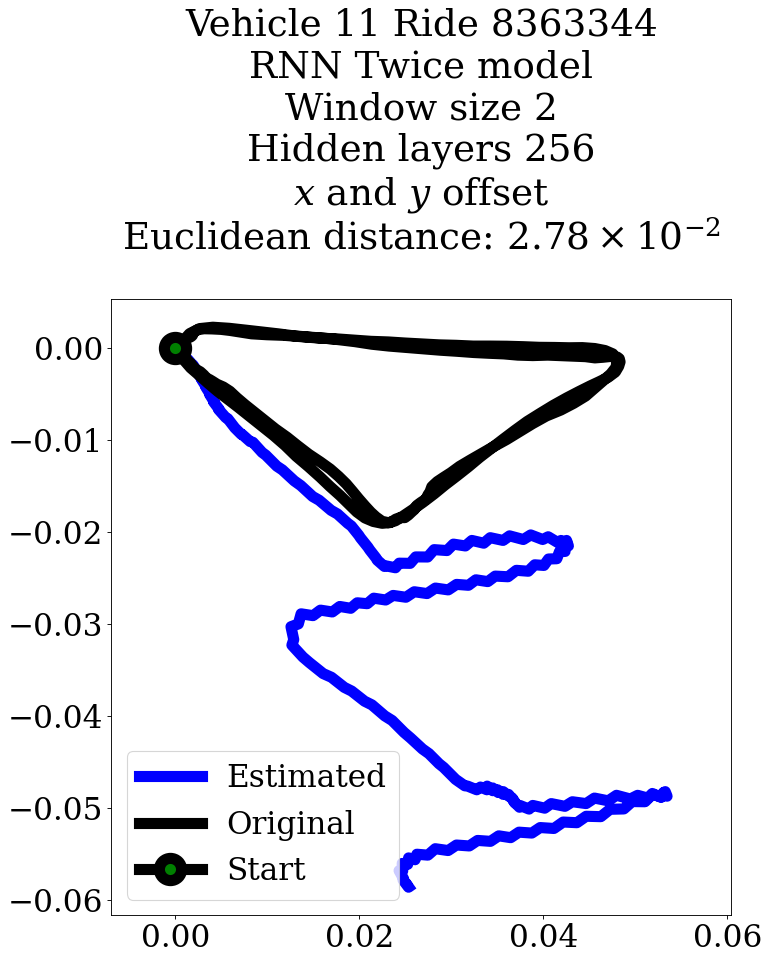 Vehicle 11 Ride 8363344
RNN Twice model
Window size 2
Hidden layers 256
x and y offset
Euclidean distance: 2.78 × 10⁻²
0.00
−0.01
−0.02
−0.03
−0.04
−0.05
−0.06
Estimated
Original
Start
0.00 0.02 0.04 0.06